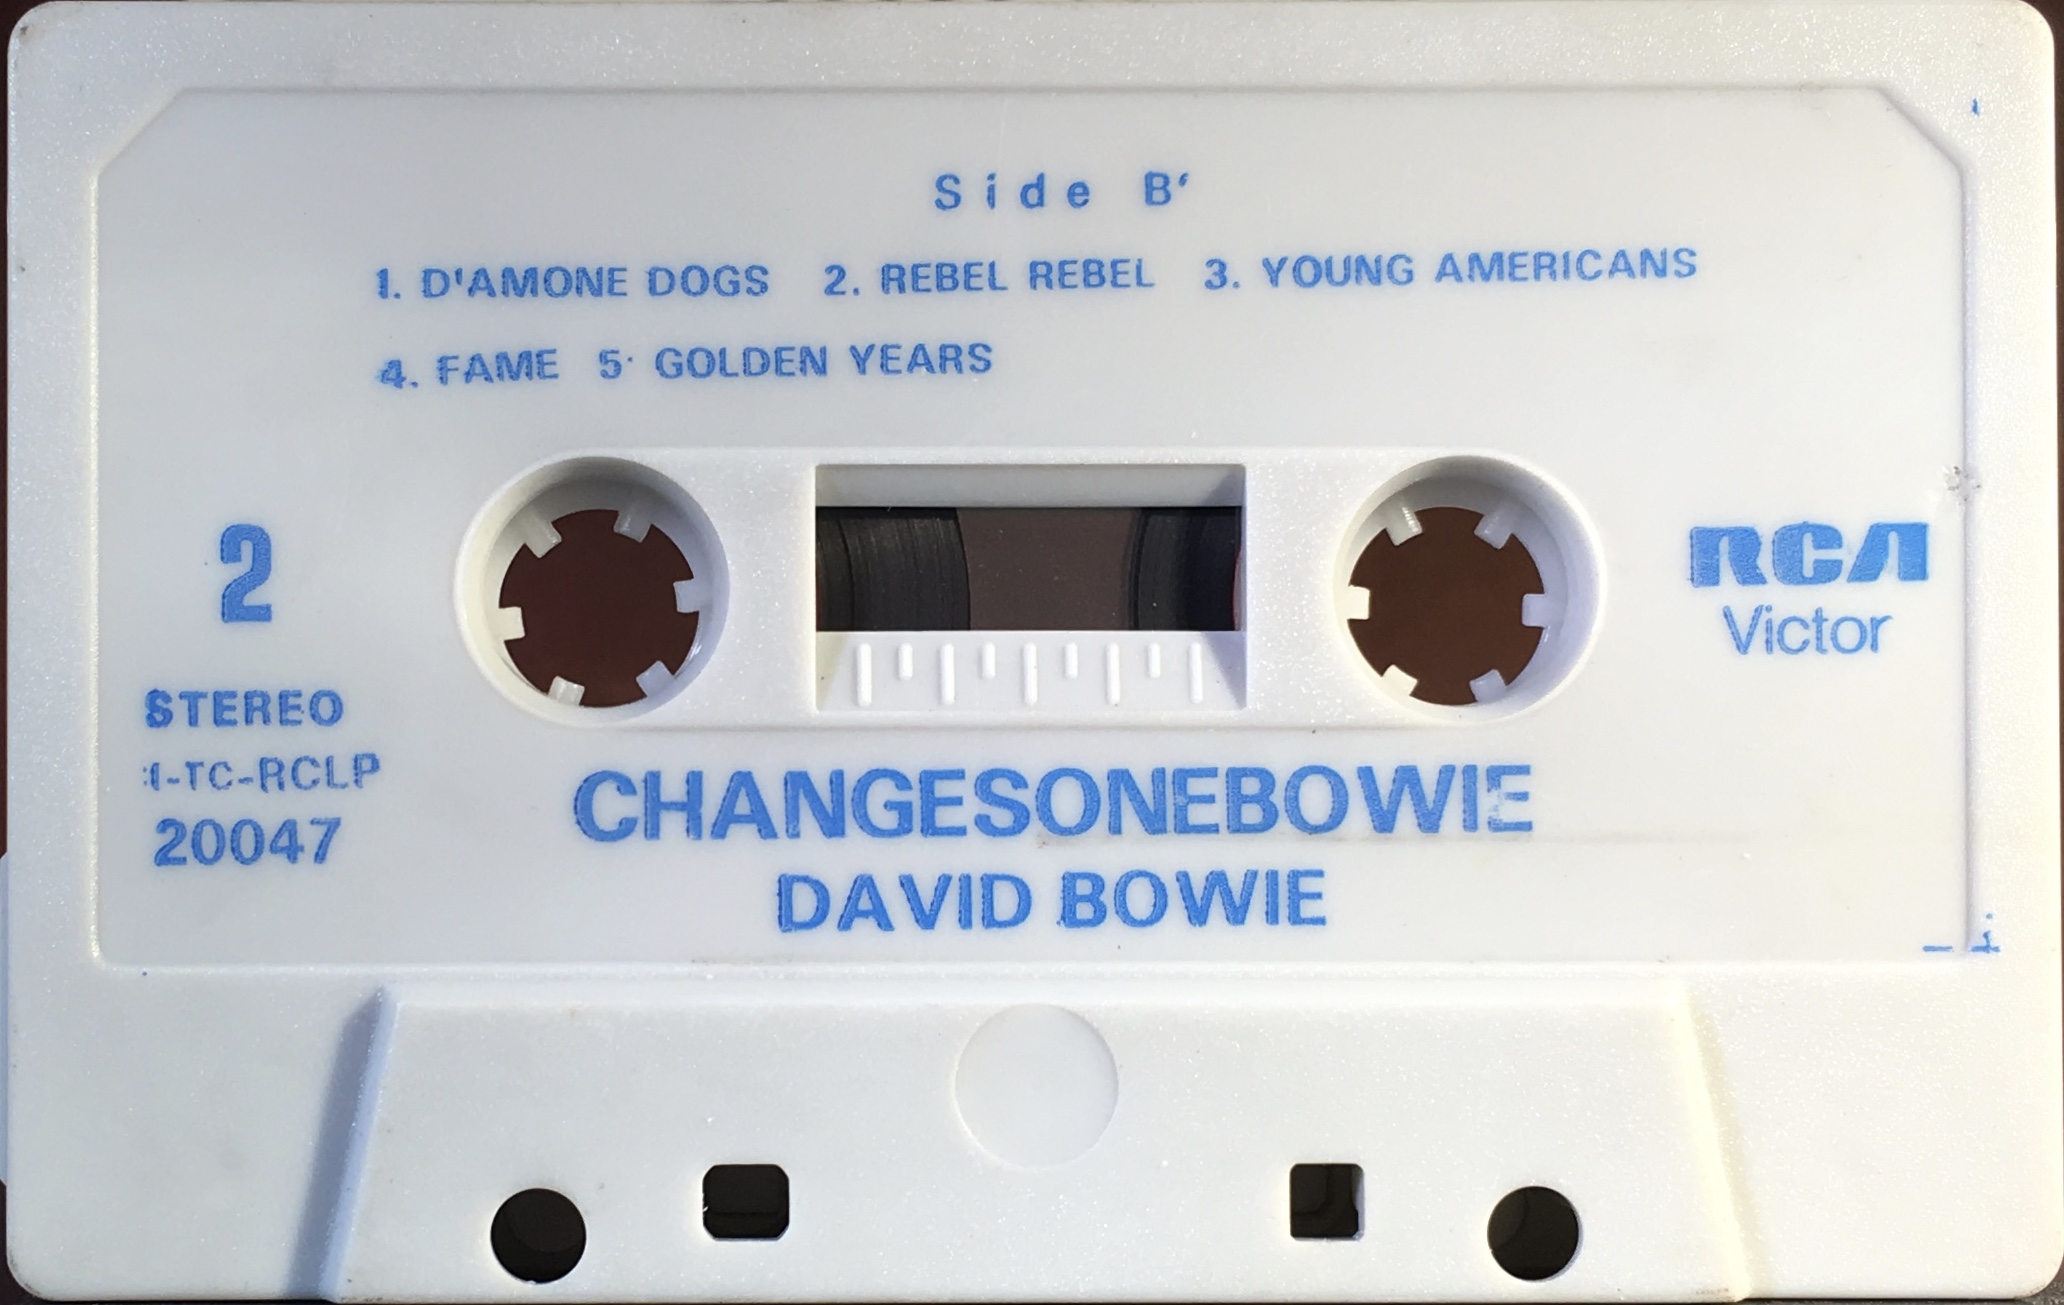 Side B'
1. D'AMONE DOGS 2. REBEL REBEL 3. YOUNG AMERICANS
4. FAME 5· GOLDEN YEARS
2
RCA
Victor
STEREO
1-TC-RCLP
20047
CHANGESONEBOWIE
DAVID BOWIE